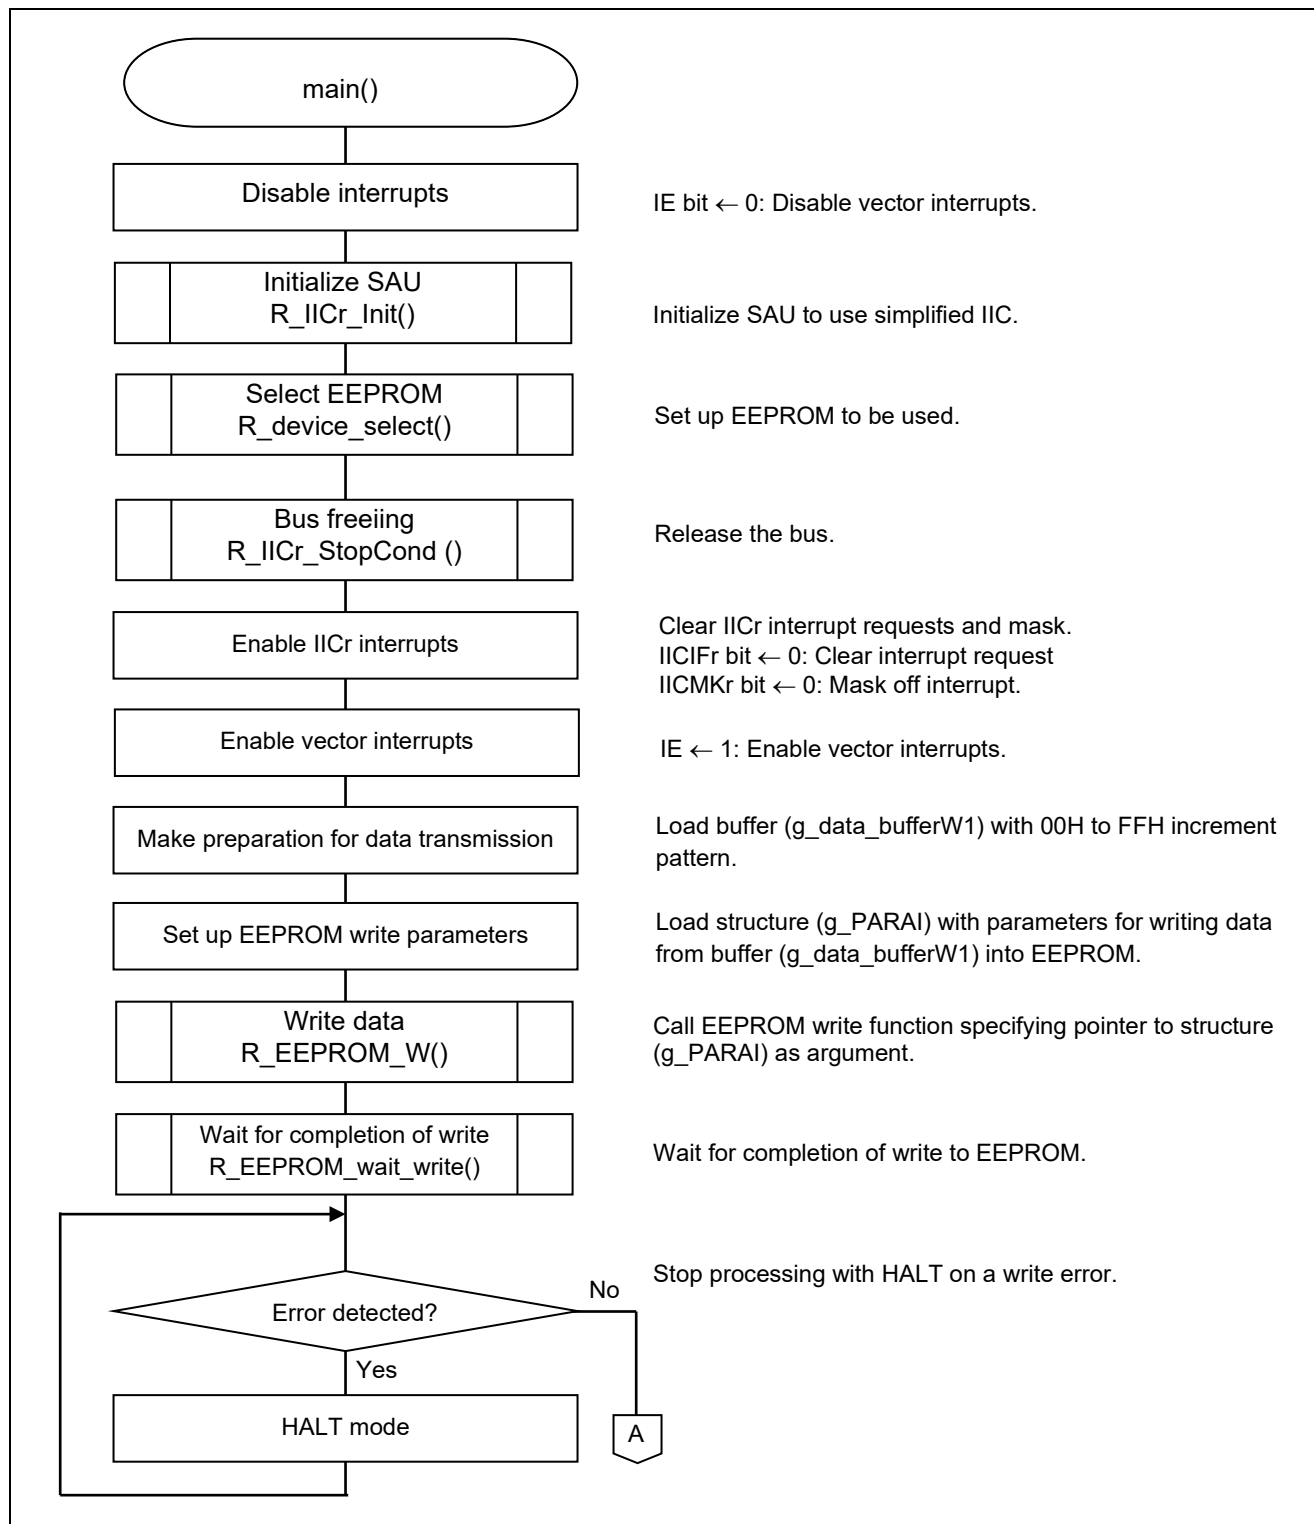 main()
Disable interrupts
IE bit ← 0: Disable vector interrupts.
Initialize SAU
R_IICr_Init()
Initialize SAU to use simplified IIC.
Select EEPROM
R_device_select()
Set up EEPROM to be used.
Bus freeiing
R_IICr_StopCond ()
Release the bus.
Enable IICr interrupts
Clear IICr interrupt requests and mask.
IICIFr bit ← 0: Clear interrupt request
IICMKr bit ← 0: Mask off interrupt.
Enable vector interrupts
IE ← 1: Enable vector interrupts.
Make preparation for data transmission
Load buffer (g_data_bufferW1) with 00H to FFH increment
pattern.
Set up EEPROM write parameters
Load structure (g_PARAI) with parameters for writing data
from buffer (g_data_bufferW1) into EEPROM.
Write data
R_EEPROM_W()
Call EEPROM write function specifying pointer to structure
(g_PARAI) as argument.
Wait for completion of write
R_EEPROM_wait_write()
Wait for completion of write to EEPROM.
Stop processing with HALT on a write error.
No
Error detected?
Yes
HALT mode
A